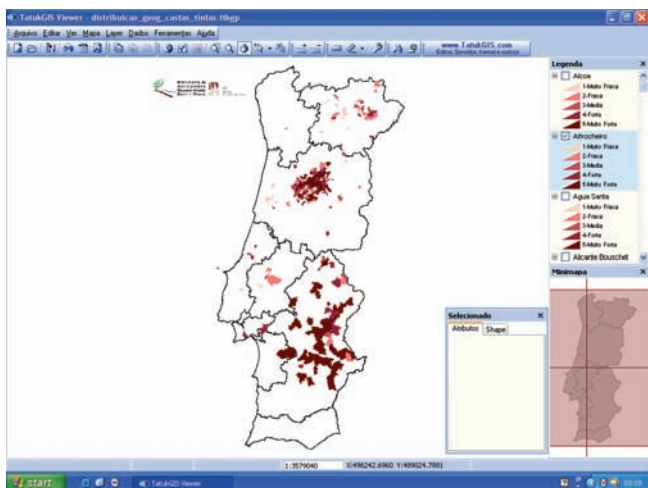 TatukGIS Viewer - distribuicao_geog_castas_tintas.ttkgp
Arquivo Editar Ver Mapa Layer Dados Ferramentas Ajuda
www.TatukGIS.com
Legenda
Alcoa
1-Muito Fraca
2-Fraca
3-Media
4-Forte
5-Muito Forte
Alfrocheiro
1-Muito Fraca
2-Fraca
3-Media
4-Forte
5-Muito Forte
Agua Santa
1-Muito Fraca
2-Fraca
3-Media
4-Forte
5-Muito Forte
Alicante Bouschet
Minimapa
Selecionado
Atributos Shape
1:3579040 X:496242.6960 Y:489024.7881
start
TatukGIS Viewer
10:19